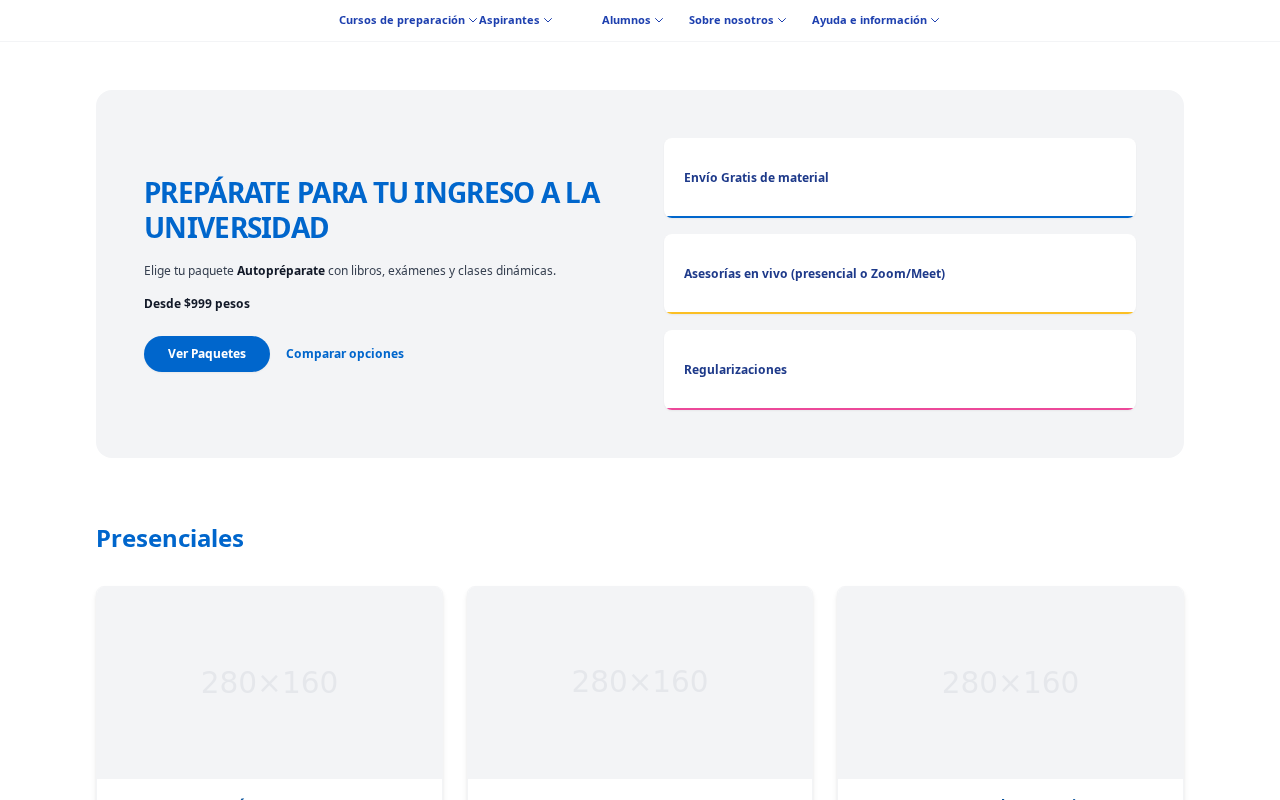 Cursos de preparación Aspirantes Alumnos Sobre nosotros Ayuda e información
PREPÁRATE PARA TU INGRESO A LA
UNIVERSIDAD
Elige tu paquete Autopréparate con libros, exámenes y clases dinámicas.
Desde $999 pesos
Ver Paquetes Comparar opciones
Envío Gratis de material
Asesorías en vivo (presencial o Zoom/Meet)
Regularizaciones
Presenciales
280×160 280×160 280×160